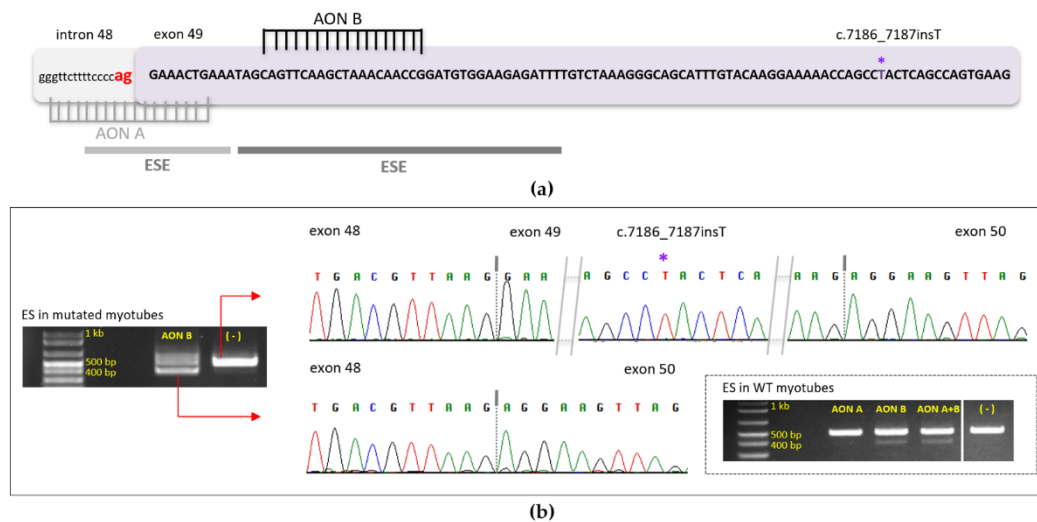 AON B
intron 48
exon 49
c.7186_7187insT
*
gggttcttttccccag
GAAACTGAAATAGCAGTTCAAGCTAAACAACCGGATGTGGAAGAGATTTTGTCTAAAGGGCAGCATTTGTACAAGGAAAAACCAGCCTACTCAGCCAGTGAAG
AON A
ESE
ESE
(a)
exon 48
exon 49
c.7186_7187insT
exon 50
*
T G A C G T T A A G G A A A G C C T A C T C A A A G A G G A A G T T A G
ES in mutated myotubes
1 kb
AON B
(-)
500 bp
400 bp
exon 48
exon 50
T G A C G T T A A G A G G A A G T T A G
ES in WT myotubes
1 kb
AON A
AON B
AON A+B
(-)
500 bp
400 bp
(b)